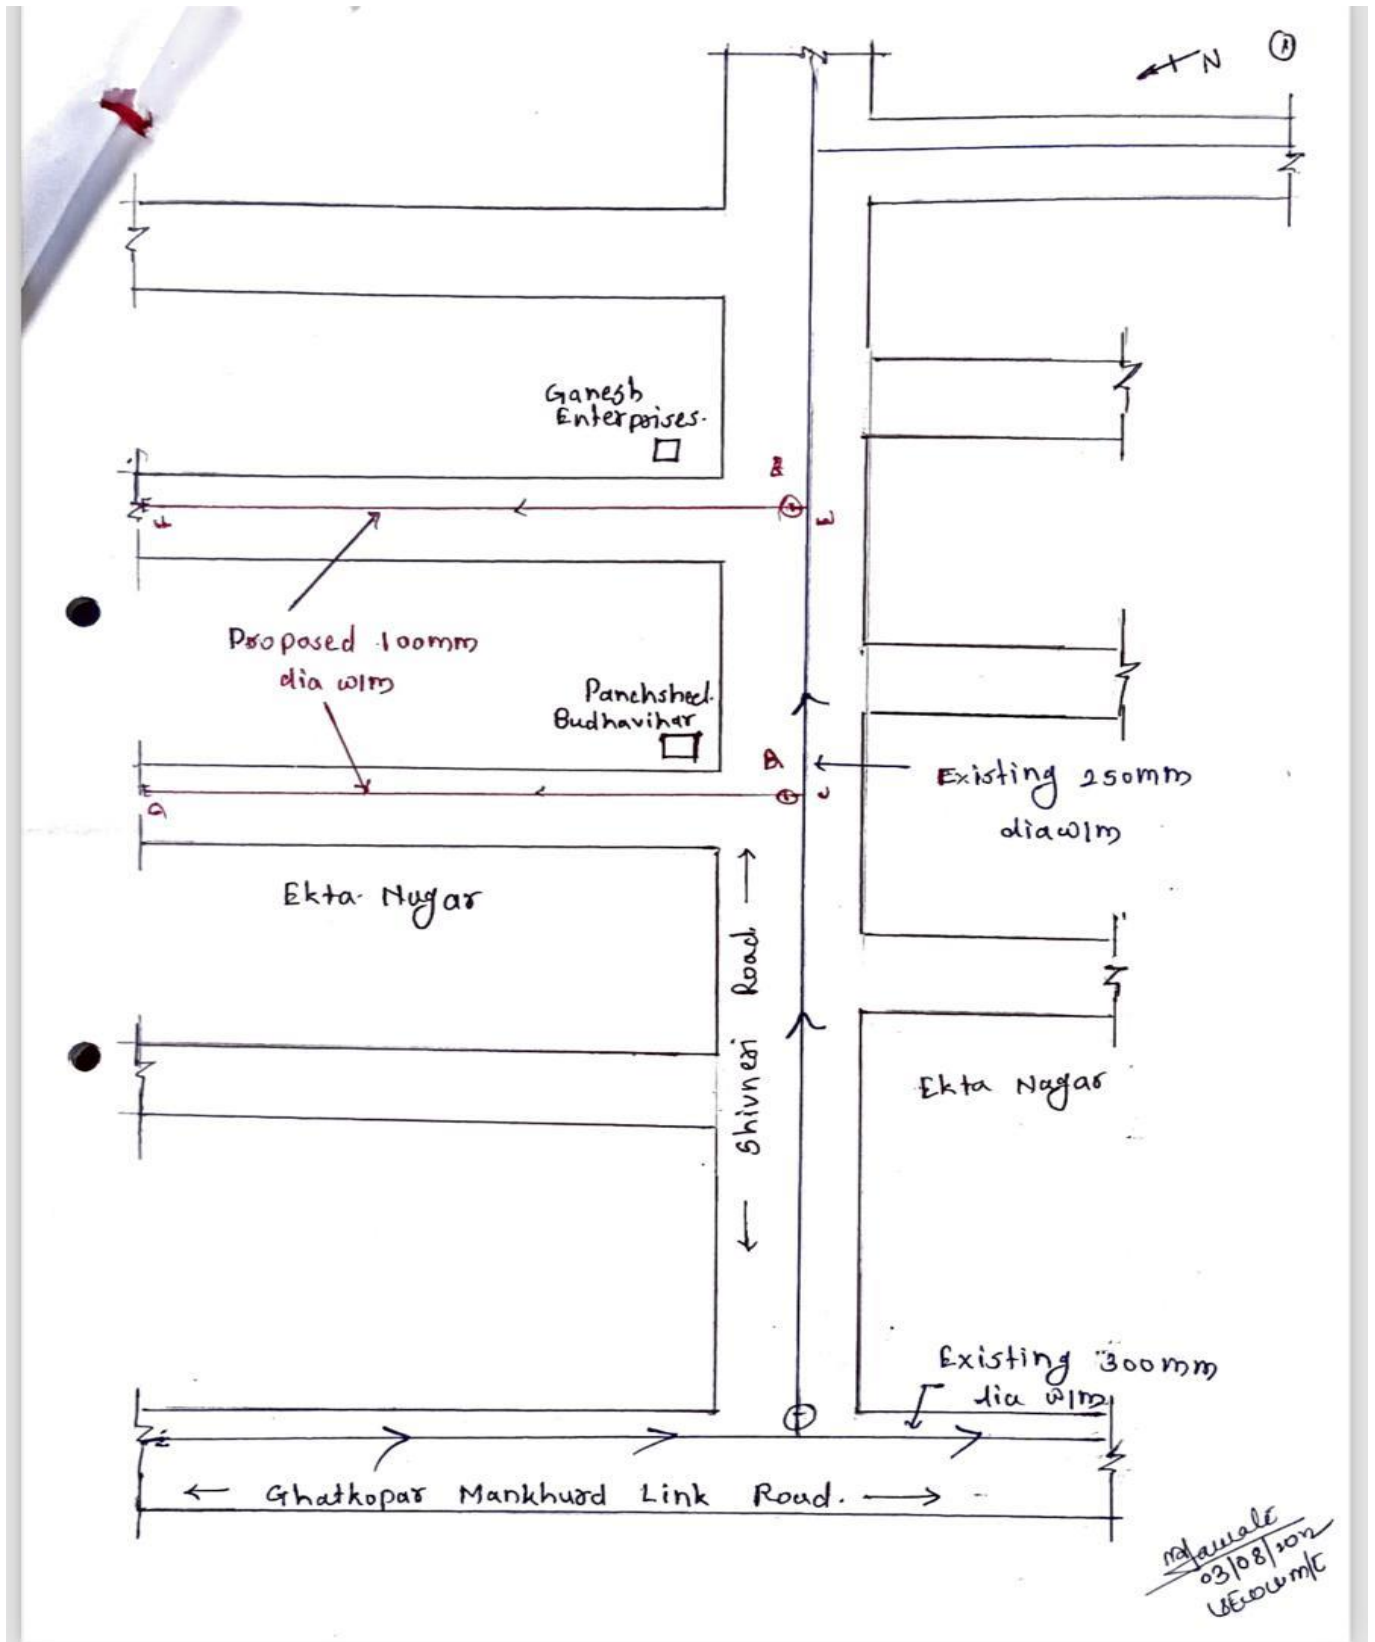 N
Ganesh
Enterprises.
E
F
Proposed 100mm
dia w/m
Panchsheel
Budhavihar
C
D
Existing 250mm
dia w/m
Ekta Nagar
Shivneri Road
Ekta Nagar
Existing 300mm
dia w/m
← Ghatkopar Mankhurd Link Road. →
03/08/2012